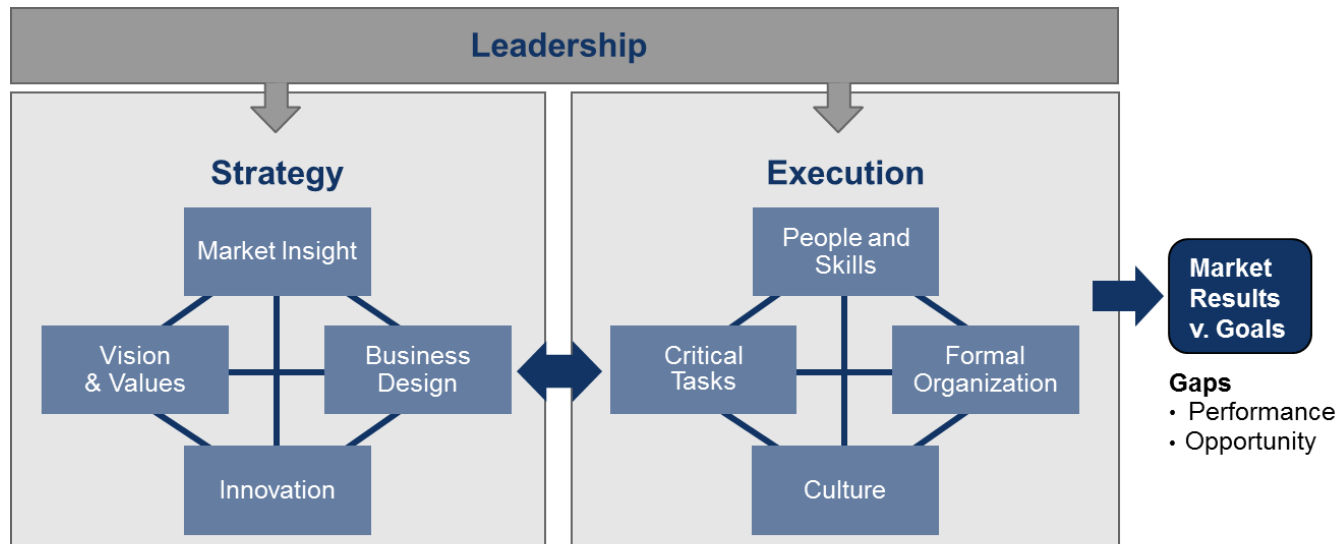 Leadership
Strategy
Market Insight
Vision
& Values
Business
Design
Innovation
Execution
People and
Skills
Critical
Tasks
Formal
Organization
Culture
Market
Results
v. Goals
Gaps
• Performance
• Opportunity